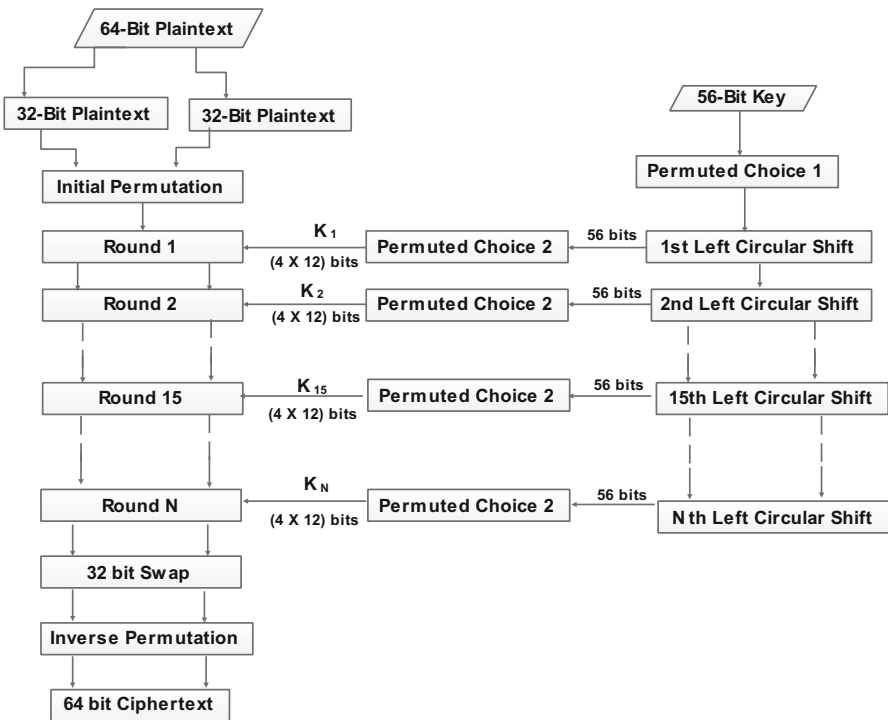 64-Bit Plaintext
32-Bit Plaintext
32-Bit Plaintext
56-Bit Key
Permuted Choice 1
Initial Permutation
Round 1
K 1
(4 X 12) bits
Permuted Choice 2
56 bits
1st Left Circular Shift
Round 2
K 2
(4 X 12) bits
Permuted Choice 2
56 bits
2nd Left Circular Shift
Round 15
K 15
(4 X 12) bits
Permuted Choice 2
56 bits
15th Left Circular Shift
Round N
K N
(4 X 12) bits
Permuted Choice 2
56 bits
N th Left Circular Shift
32 bit Swap
Inverse Permutation
64 bit Ciphertext